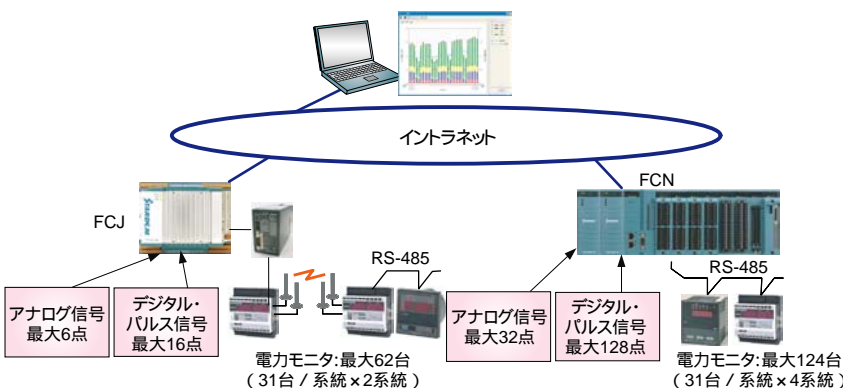 イントラネット
FCJ
STARDOM
FCN
RS-485
RS-485
アナログ信号
最大6点
デジタル・
パルス信号
最大16点
アナログ信号
最大32点
デジタル・
パルス信号
最大128点
電力モニタ:最大62台
(31台/系統×2系統)
電力モニタ:最大124台
(31台/系統×4系統)